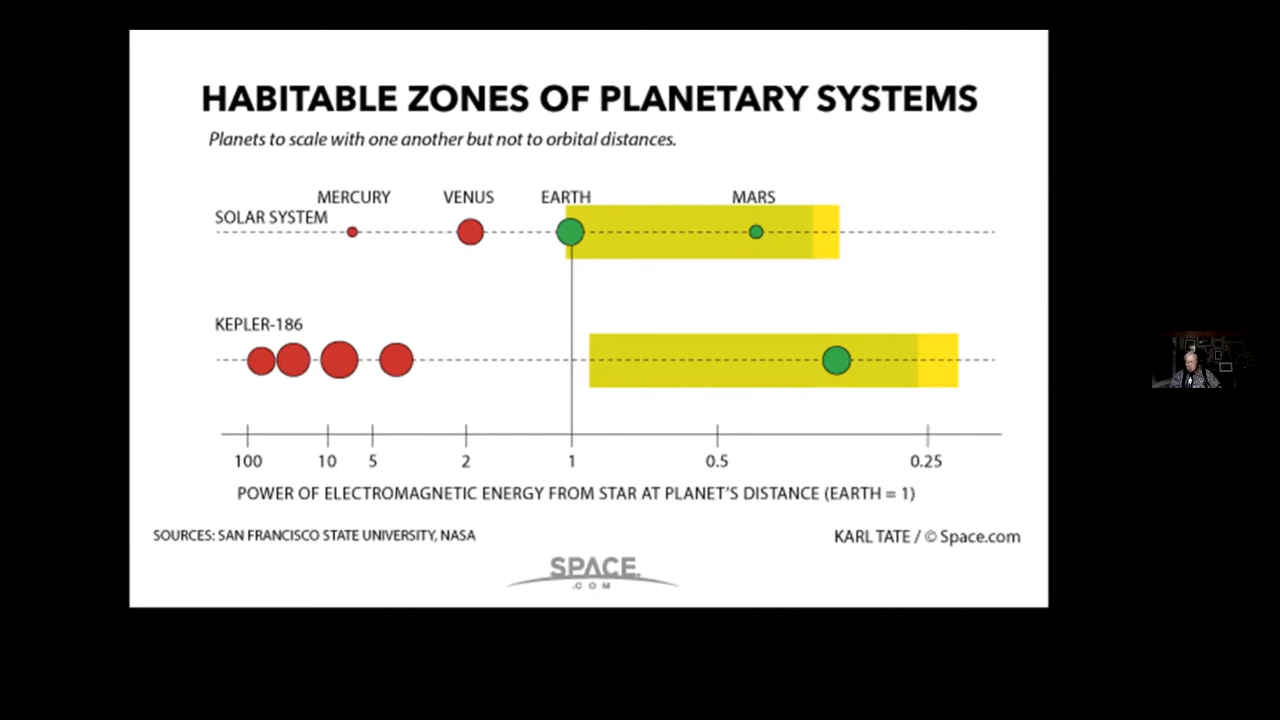 HABITABLE ZONES OF PLANETARY SYSTEMS
Planets to scale with one another but not to orbital distances.
MERCURY VENUS EARTH MARS
SOLAR SYSTEM
KEPLER-186
100 10 5 2 1 0.5 0.25
POWER OF ELECTROMAGNETIC ENERGY FROM STAR AT PLANET'S DISTANCE (EARTH = 1)
SOURCES: SAN FRANCISCO STATE UNIVERSITY, NASA
KARL TATE / © Space.com
SPACE
.COM